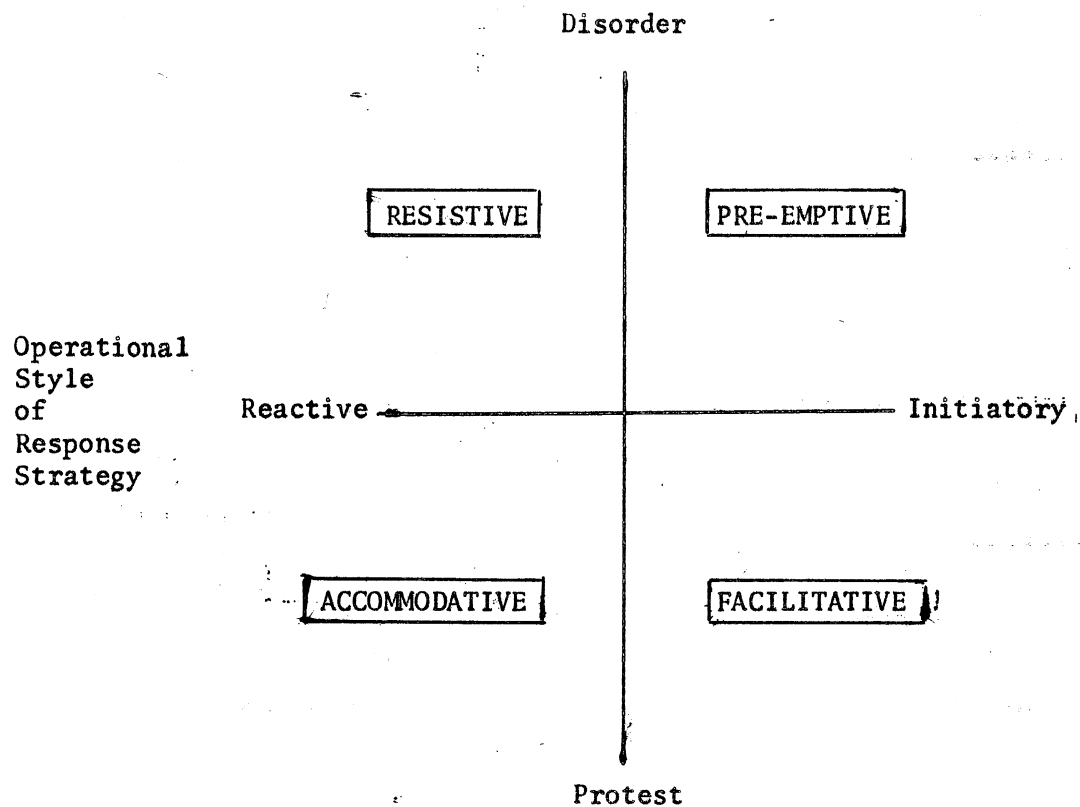 Disorder
RESISTIVE
PRE-EMPTIVE
Operational
Style
of
Response
Strategy
Reactive
Initiatory
ACCOMMODATIVE
FACILITATIVE
Protest